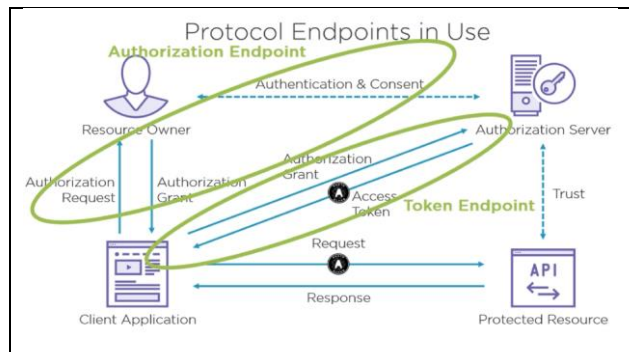 Protocol Endpoints in Use
Authorization Endpoint
Authentication & Consent
Resource Owner
Authorization Server
Authorization
Grant
Authorization
Request
Authorization
Grant
Access
Token
Token Endpoint
Trust
Request
API
Response
Client Application
Protected Resource